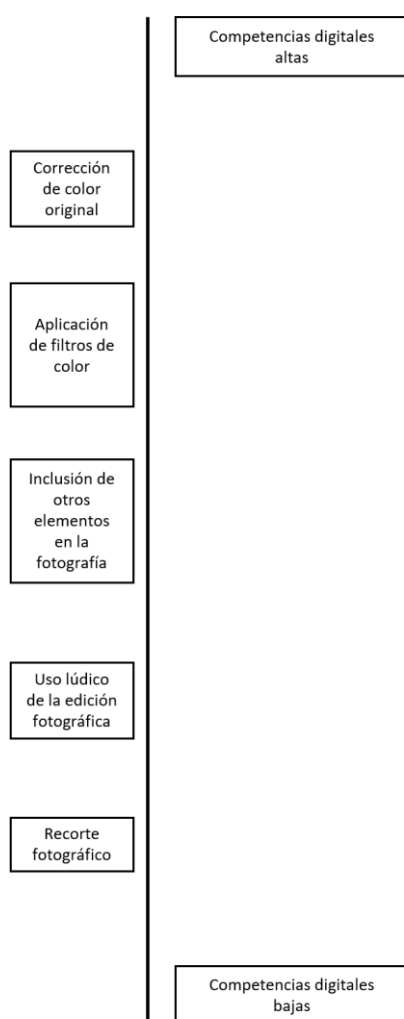 Competencias digitales
altas
Corrección
de color
original
Aplicación
de filtros de
color
Inclusión de
otros
elementos
en la
fotografía
Uso lúdico
de la edición
fotográfica
Recorte
fotográfico
Competencias digitales
bajas